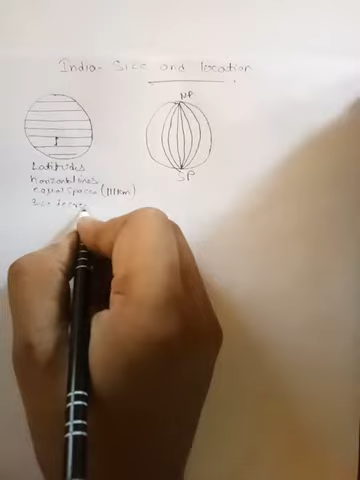 India- Size and location
NP
SP
Latitudes
horizontal lines
equal spaces (111km)